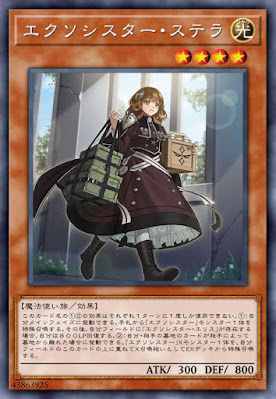 エクソシスター・ステラ
光
【魔法使い族／効果】
このカード名の①②の効果はそれぞれ１ターンに１度しか使用できない。①：自
分メインフェイズに発動できる。手札から「エクソシスター」モンスター１体を
特殊召喚する。その後、自分フィールドに「エクソシスター・エリス」が存在する
場合、自分は８００LP回復する。②：自分・相手の墓地のカードが相手によって
墓地から離れた場合に発動できる。「エクソシスター」Xモンスター１体を、自分
フィールドのこのカードの上に重ねてX召喚扱いとしてEXデッキから特殊召
喚する。
ATK/ 300 DEF/ 800
43863925